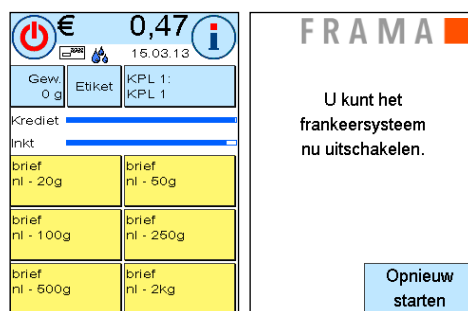 € 0,47
15.03.13
Gew.
0 g
Etiket
KPL 1:
KPL 1
Krediet
Inkt
brief
nl - 20g
brief
nl - 50g
brief
nl - 100g
brief
nl - 250g
brief
nl - 500g
brief
nl - 2kg
FRAMA
U kunt het
frankeersysteem
nu uitschakelen.
Opnieuw
starten